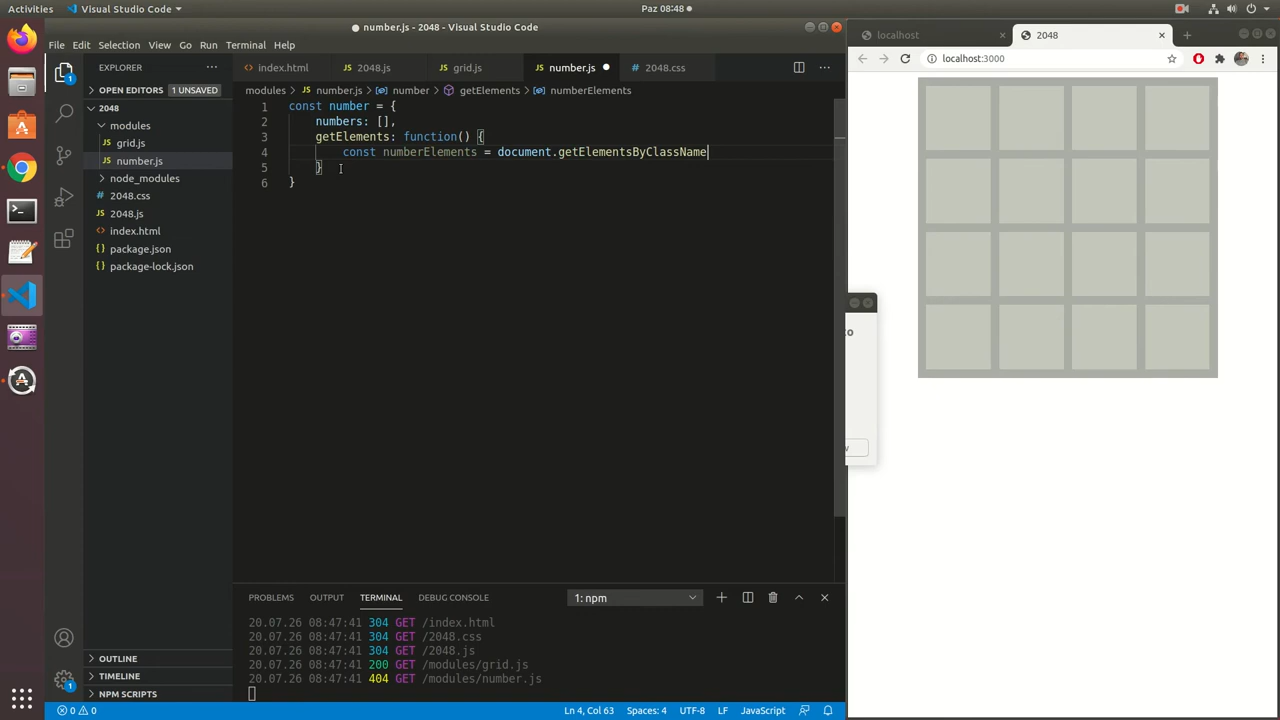 Activities
Visual Studio Code
Paz 08:48
number.js - 2048 - Visual Studio Code
File Edit Selection View Go Run Terminal Help
EXPLORER
OPEN EDITORS 1 UNSAVED
2048
modules
grid.js
number.js
node_modules
2048.css
2048.js
index.html
package.json
package-lock.json
OUTLINE
TIMELINE
NPM SCRIPTS
index.html
2048.js
grid.js
number.js
2048.css
modules > number.js > number > getElements > numberElements
1 const number = {
2 numbers: [],
3 getElements: function() {
4 const numberElements = document.getElementsByClassName
5 }
6 }
PROBLEMS OUTPUT TERMINAL DEBUG CONSOLE
1: npm
20.07.26 08:47:41 304 GET /index.html
20.07.26 08:47:41 304 GET /2048.css
20.07.26 08:47:41 304 GET /2048.js
20.07.26 08:47:41 200 GET /modules/grid.js
20.07.26 08:47:41 404 GET /modules/number.js
0 0
Ln 4, Col 63 Spaces: 4 UTF-8 LF JavaScript
localhost
2048
localhost:3000